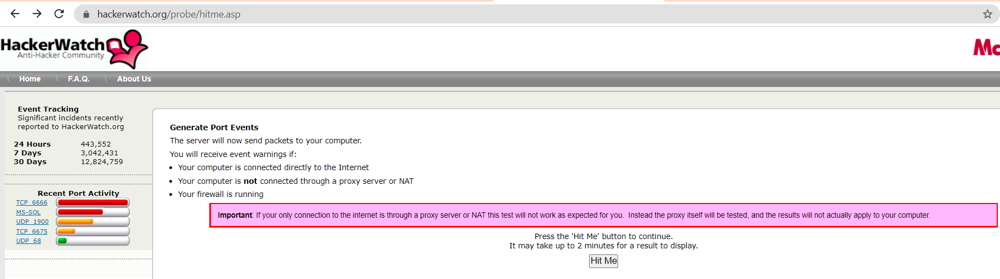 hackerwatch.org/probe/hitme.asp
HackerWatch
Anti-Hacker Community
Mc
\ Home \ F.A.Q. \ About Us
Event Tracking
Significant incidents recently
reported to HackerWatch.org
24 Hours 443,552
7 Days 3,042,431
30 Days 12,824,759
Recent Port Activity
TCP 6666
MS-SQL
UDP 1900
TCP 6675
UDP 68
Generate Port Events
The server will now send packets to your computer.
You will receive event warnings if:
• Your computer is connected directly to the Internet
• Your computer is not connected through a proxy server or NAT
• Your firewall is running
Important: If your only connection to the internet is through a proxy server or NAT this test will not work as expected for you. Instead the proxy itself will be tested, and the results will not actually apply to your computer.
Press the 'Hit Me' button to continue.
It may take up to 2 minutes for a result to display.
Hit Me